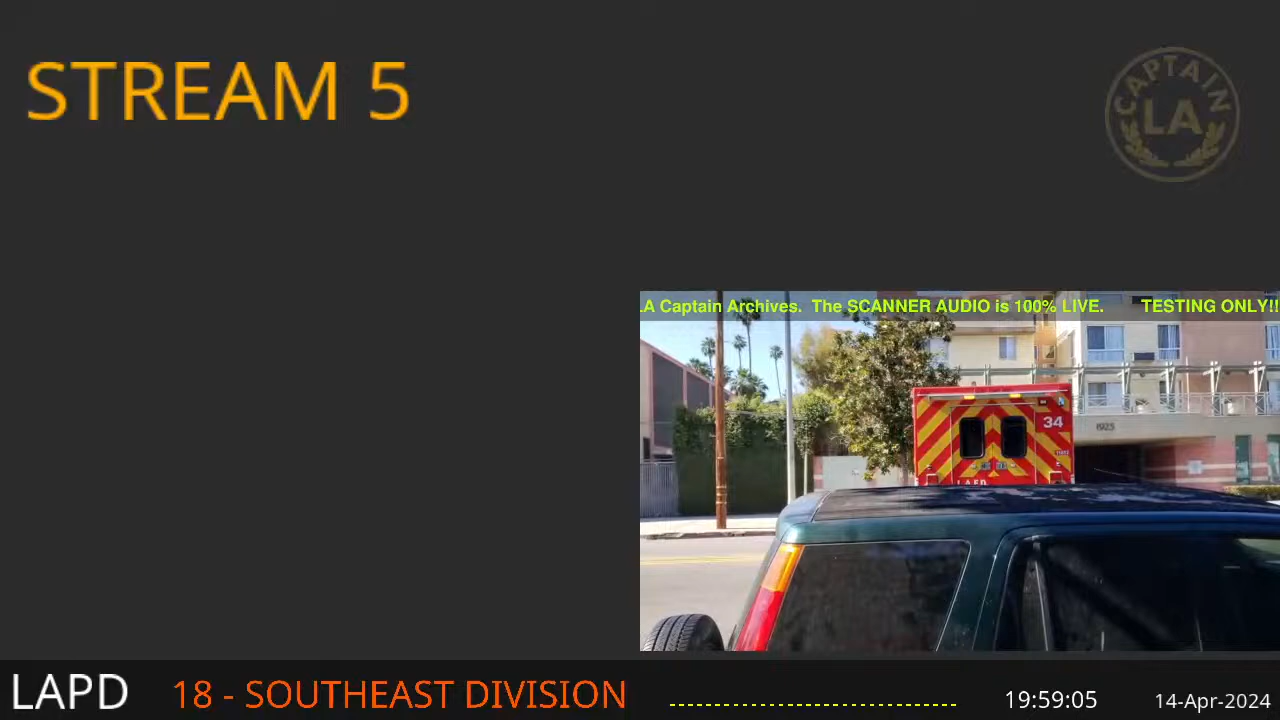 STREAM 5
CAPTAIN
LA
.A Captain Archives. The SCANNER AUDIO is 100% LIVE. TESTING ONLY!!
34
1925
LAFD
LAPD 18 - SOUTHEAST DIVISION 19:59:05 14-Apr-2024